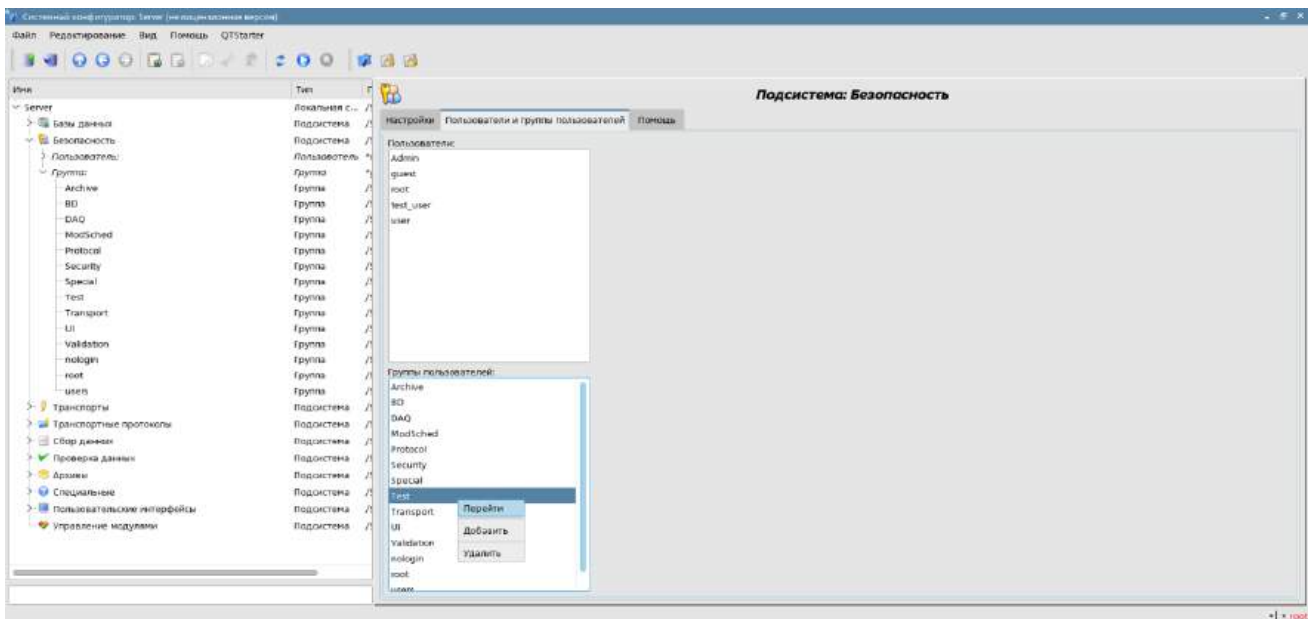 Системный конфигуратор: Server (не лицензионная версия)
Файл Редактирование Вид Помощь QTStarter
Имя Тип
Server Локальная с...
Базы данных Подсистема
Безопасность Подсистема
Пользователь: Пользователь
Группа: Группа
Archive Группа
BD Группа
DAQ Группа
ModSched Группа
Protocol Группа
Security Группа
Special Группа
Test Группа
Transport Группа
UI Группа
Validation Группа
nologin Группа
root Группа
users Группа
Транспорты Подсистема
Транспортные протоколы Подсистема
Сбор данных Подсистема
Проверка данных Подсистема
Архивы Подсистема
Специальные Подсистема
Пользовательские интерфейсы Подсистема
Управление модулями Подсистема
Подсистема: Безопасность
Настройки Пользователи и группы пользователей Помощь
Пользователи:
Admin
guest
root
test_user
user
Группы пользователей:
Archive
BD
DAQ
ModSched
Protocol
Security
Special
Test
Transport
UI
Validation
nologin
root
users
Перейти
Добавить
Удалить
root